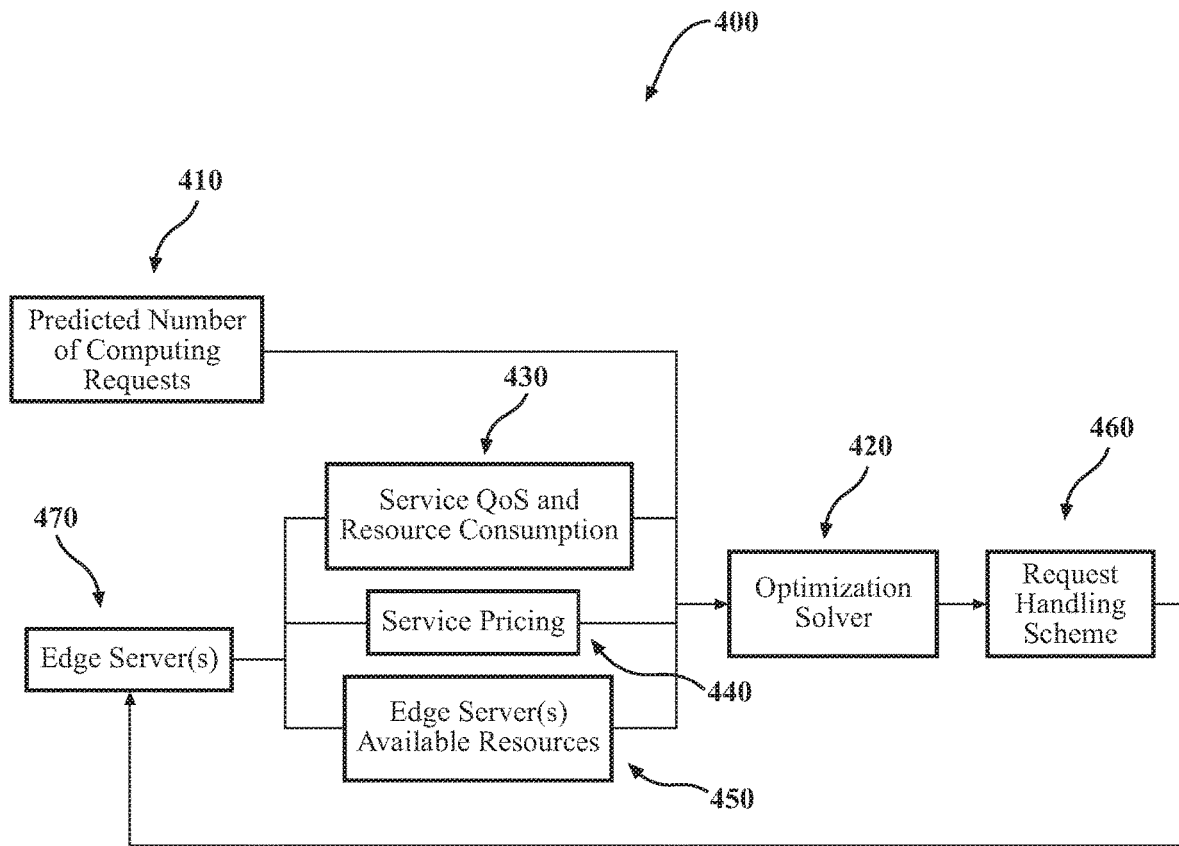 400
410
Predicted Number
of Computing
Requests
430
Service QoS and
Resource Consumption
420
460
470
Optimization
Solver
Request
Handling
Scheme
Service Pricing
Edge Server(s)
440
Edge Server(s)
Available Resources
450